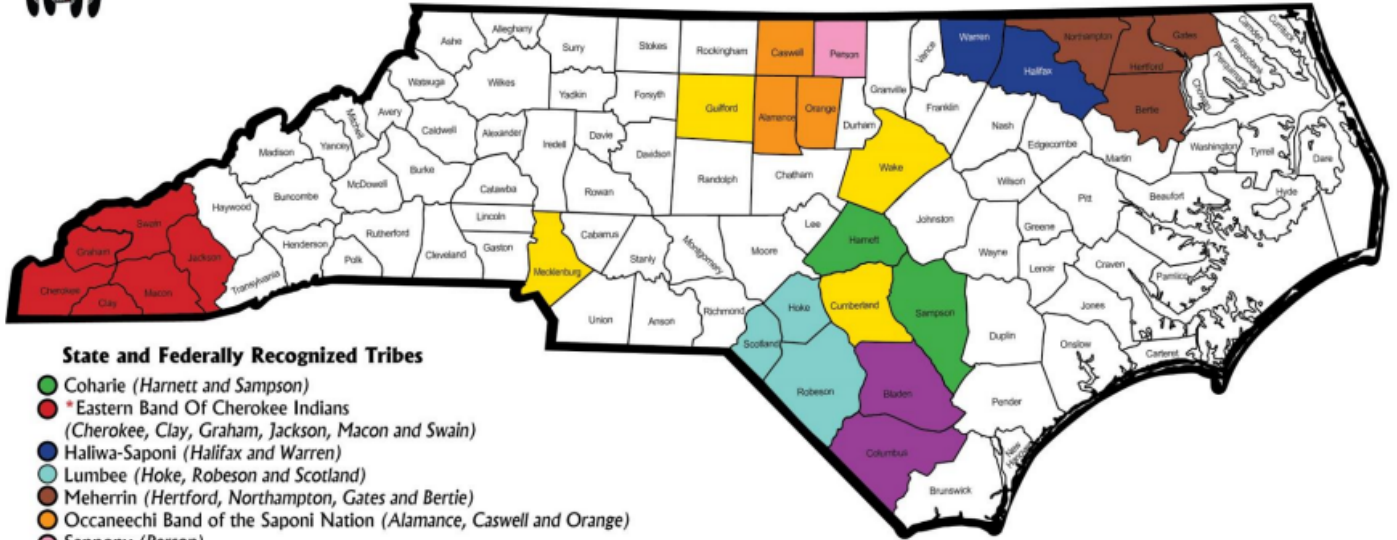 Ashe
Alleghany
Surry
Stokes
Rockingham
Caswell
Person
Vance
Warren
Northampton
Gates
Camden
Currituck
Pasquotank
Perquimans
Halifax
Hertford
Watauga
Wilkes
Yadkin
Forsyth
Guilford
Alamance
Orange
Granville
Durham
Franklin
Bertie
Chowan
Mitchell
Avery
Caldwell
Alexander
Iredell
Davie
Davidson
Nash
Edgecombe
Martin
Washington
Tyrrell
Dare
Madison
Yancey
McDowell
Burke
Catawba
Rowan
Randolph
Chatham
Wake
Wilson
Pitt
Beaufort
Hyde
Buncombe
Haywood
Swain
Graham
Jackson
Cherokee
Clay
Macon
Transylvania
Henderson
Polk
Rutherford
Cleveland
Lincoln
Gaston
Mecklenburg
Cabarrus
Stanly
Montgomery
Moore
Lee
Harnett
Johnston
Wayne
Greene
Lenoir
Craven
Pamlico
Union
Anson
Richmond
Hoke
Scotland
Cumberland
Sampson
Duplin
Jones
Onslow
Carteret
Robeson
Bladen
Pender
Columbus
Brunswick
New
State and Federally Recognized Tribes
Coharie (Harnett and Sampson)
*Eastern Band Of Cherokee Indians
(Cherokee, Clay, Graham, Jackson, Macon and Swain)
Haliwa-Saponi (Halifax and Warren)
Lumbee (Hoke, Robeson and Scotland)
Meherrin (Hertford, Northampton, Gates and Bertie)
Occaneechi Band of the Saponi Nation (Alamance, Caswell and Orange)